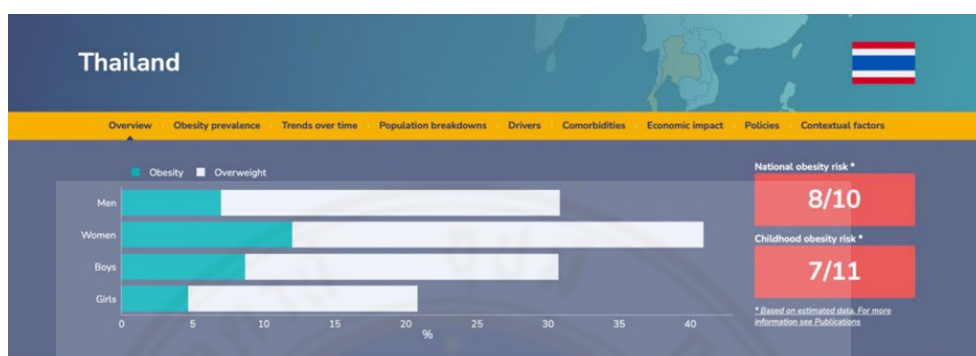 Thailand
Overview Obesity prevalence Trends over time Population breakdowns Drivers Comorbidities Economic impact Policies Contextual factors
Obesity Overweight
Men
Women
Boys
Girls
0 5 10 15 20 25 30 35 40
%
National obesity risk *
8/10
Childhood obesity risk *
7/11
* Based on estimated data. For more
information see Publications